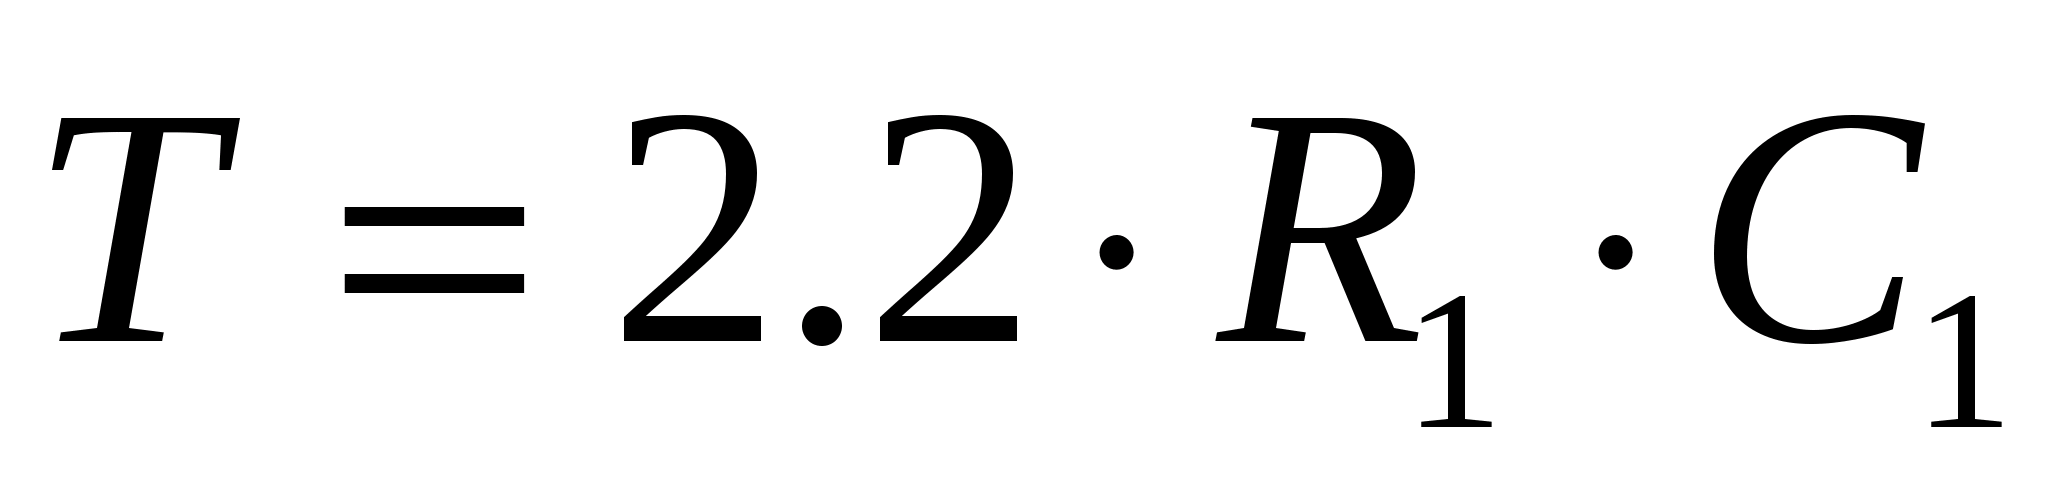 T = 2.2 · R₁ · C₁